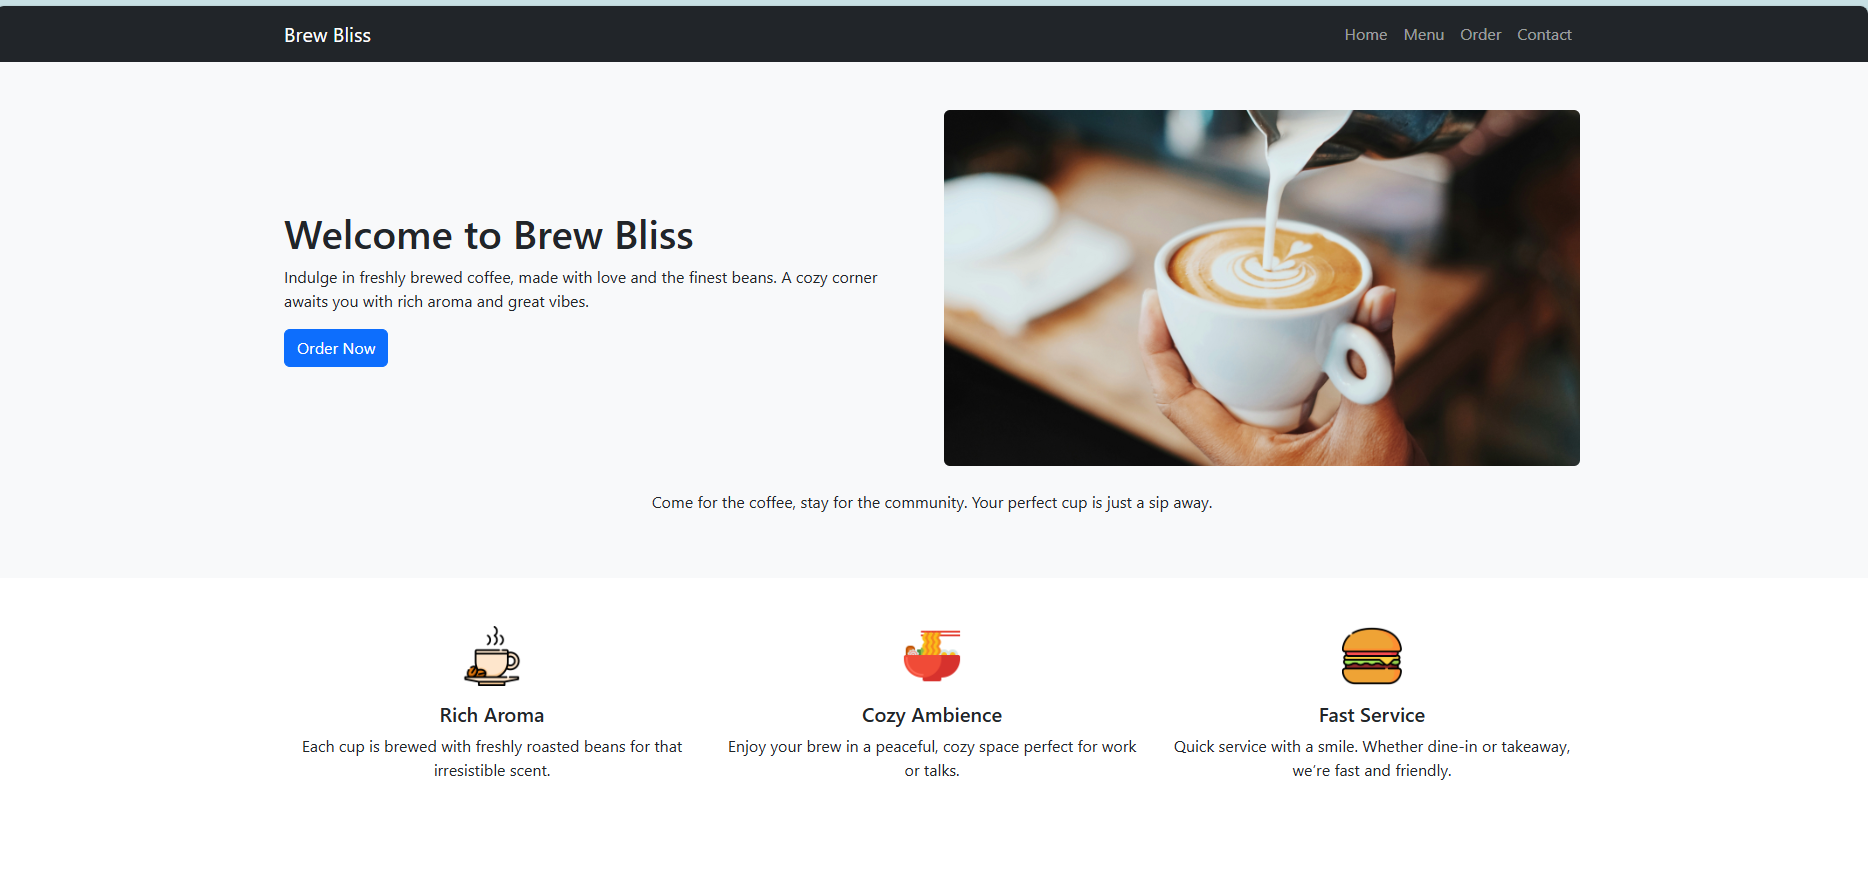 Brew Bliss
Home Menu Order Contact
Welcome to Brew Bliss
Indulge in freshly brewed coffee, made with love and the finest beans. A cozy corner
awaits you with rich aroma and great vibes.
Order Now
Come for the coffee, stay for the community. Your perfect cup is just a sip away.
Rich Aroma
Each cup is brewed with freshly roasted beans for that
irresistible scent.
Cozy Ambience
Enjoy your brew in a peaceful, cozy space perfect for work
or talks.
Fast Service
Quick service with a smile. Whether dine-in or takeaway,
we’re fast and friendly.